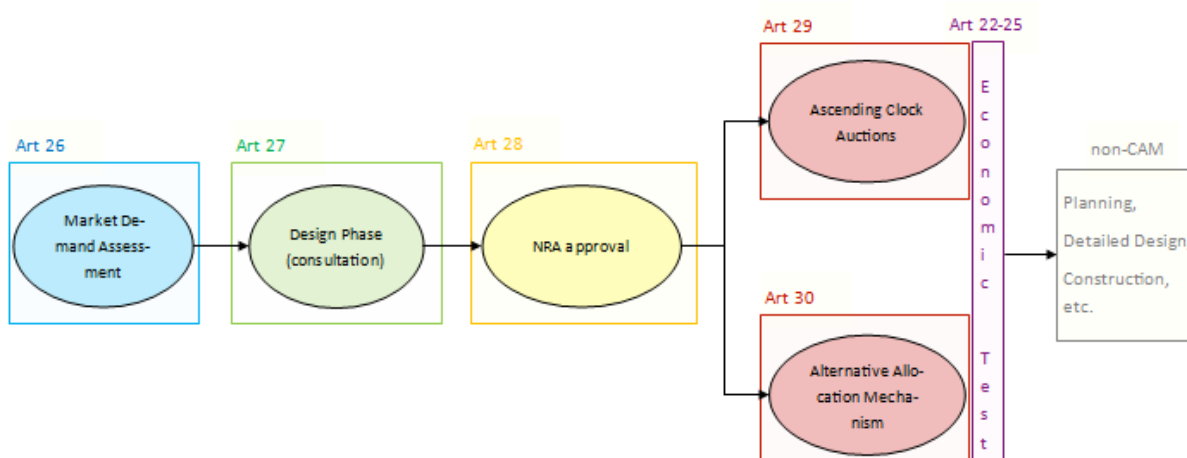 Art 26
Market De-
mand Assess-
ment
Art 27
Design Phase
(consultation)
Art 28
NRA approval
Art 29
Ascending Clock
Auctions
Art 30
Alternative Allo-
cation Mecha-
nism
Art 22-25
Economic Test
non-CAM
Planning,
Detailed Design
Construction,
etc.